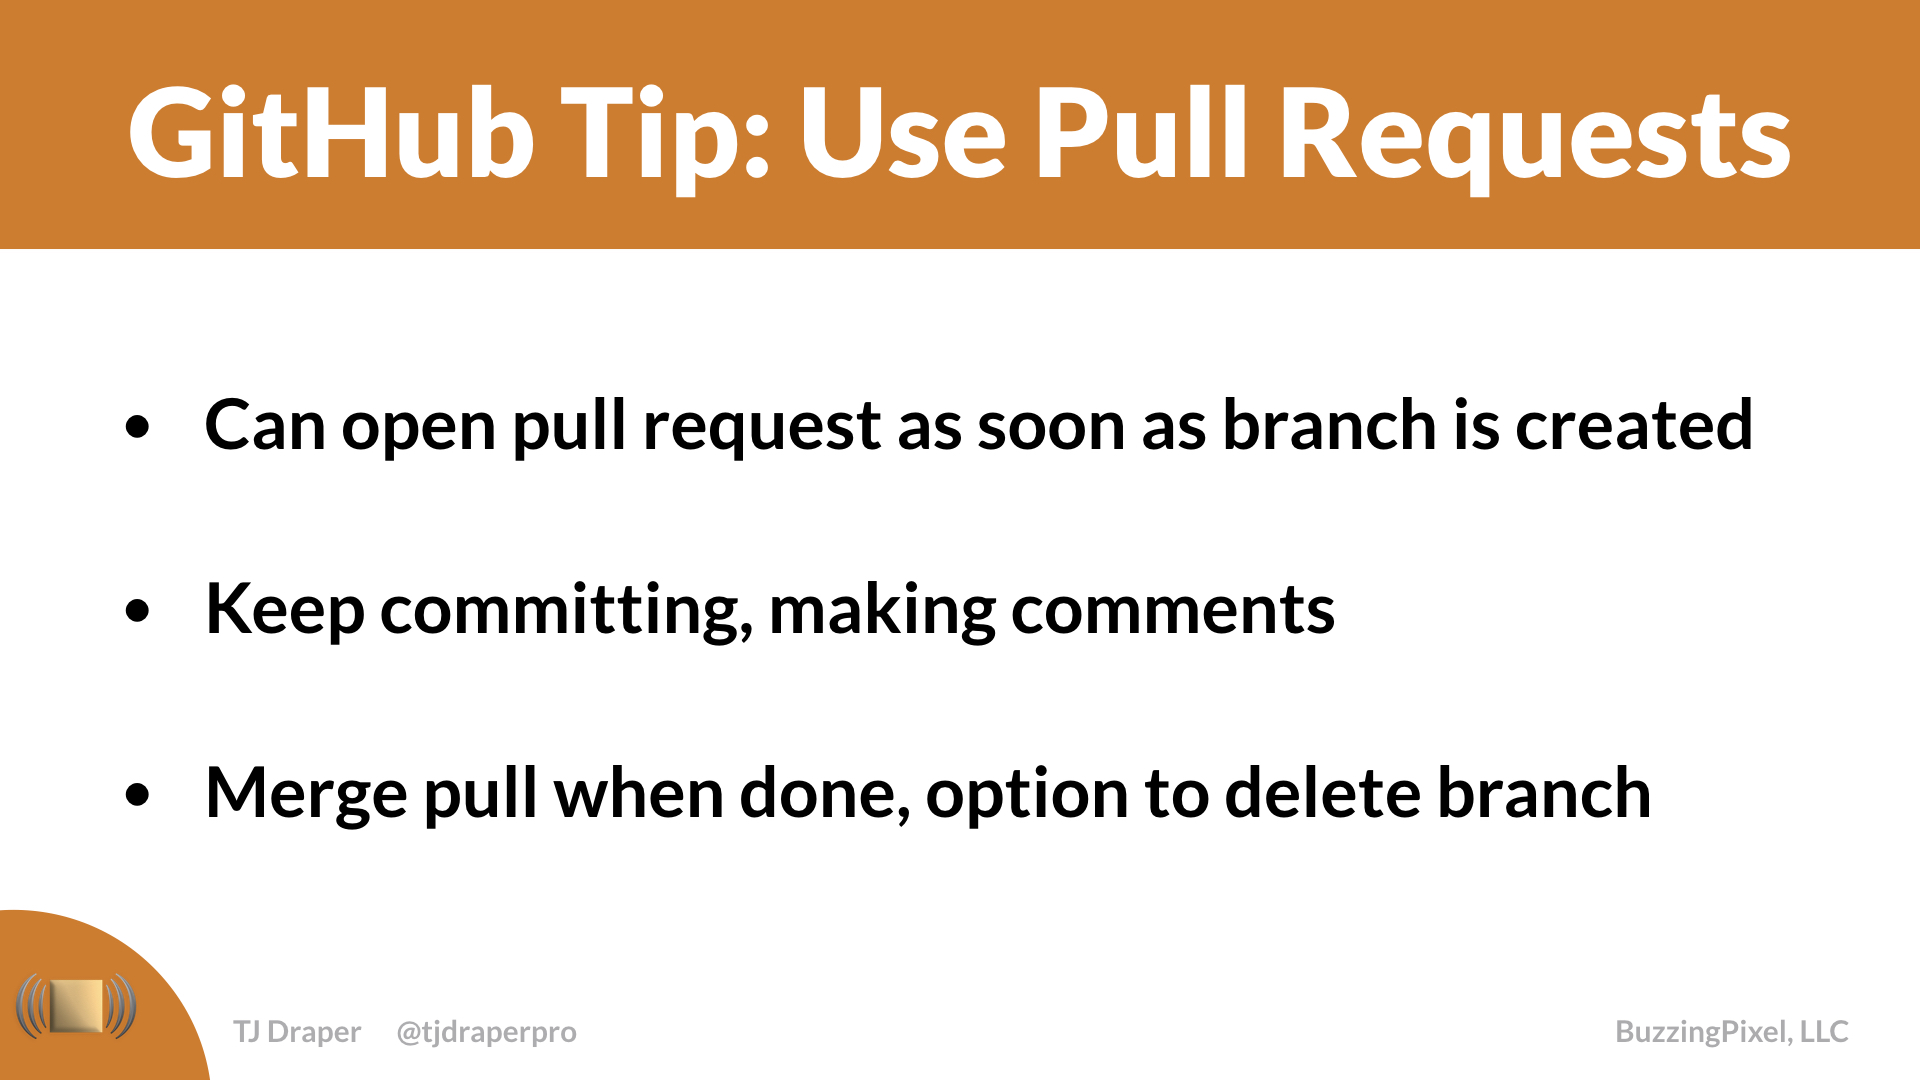 GitHub Tip: Use Pull Requests
• Can open pull request as soon as branch is created
• Keep committing, making comments
• Merge pull when done, option to delete branch
TJ Draper @tjdraperpro
BuzzingPixel, LLC